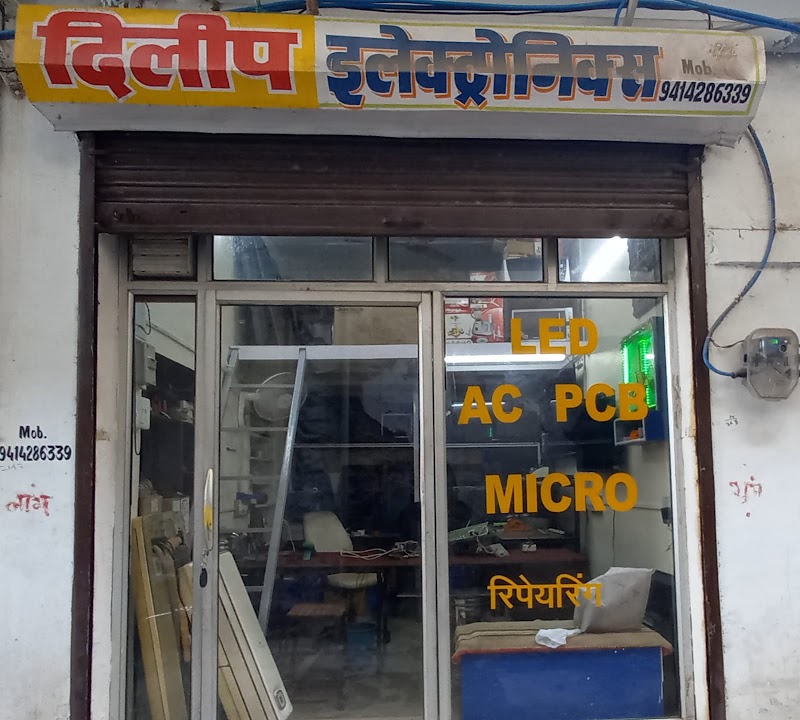 दिलीप इलेक्ट्रोनिक्स Mob. 9414286339
LED
AC PCB
MICRO
रिपेयरिंग
Mob.
9414286339
लाभ
शुभ